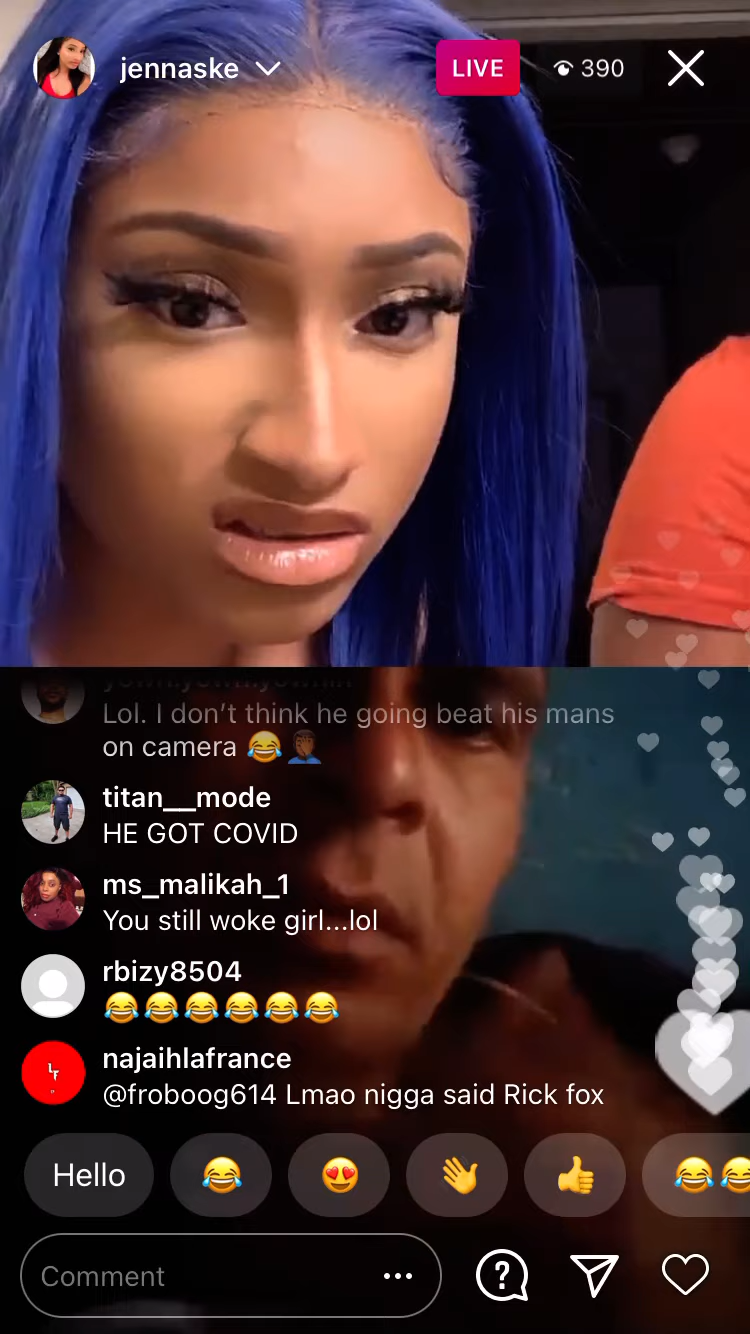 jennaske
LIVE
390
Lol. I don’t think he going beat his mans
on camera 😂🤦🏾‍♂️
titan__mode
HE GOT COVID
ms_malikah_1
You still woke girl...lol
rbizy8504
😂😂😂😂😂😂
najaihlafrance
@froboog614 Lmao nigga said Rick fox
Hello 😂 😍 👋 👍 😂😂
Comment